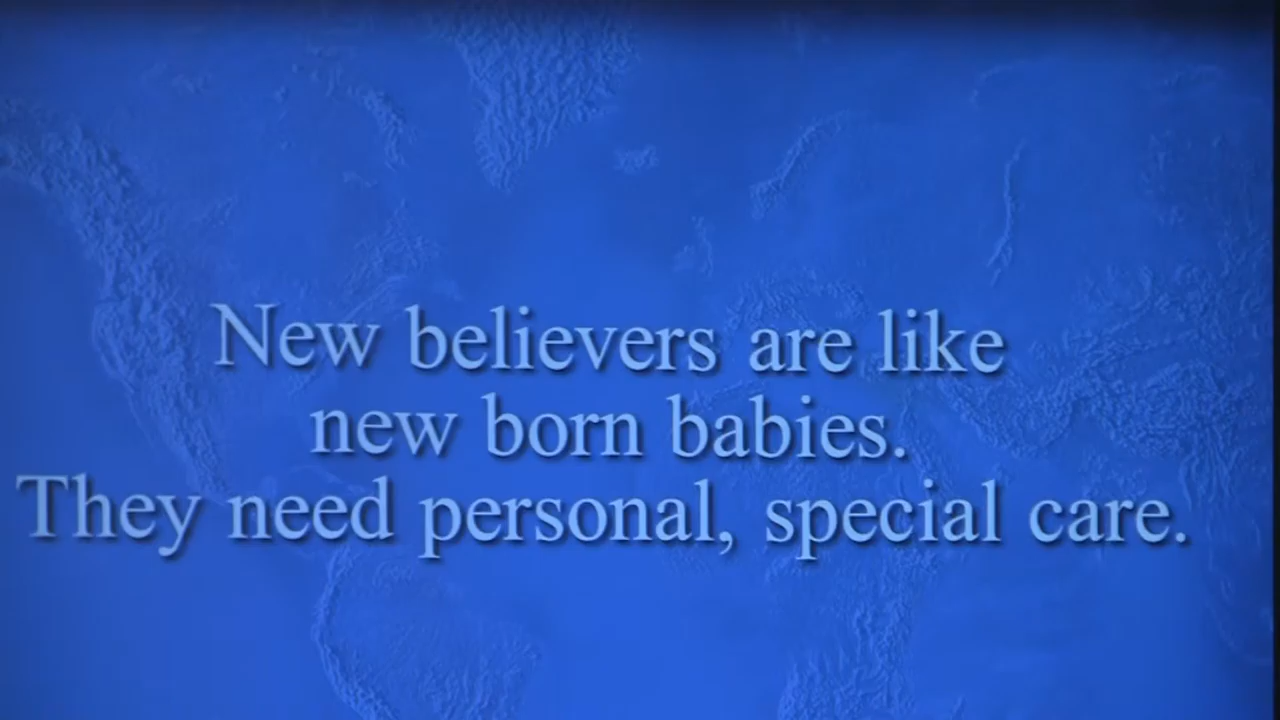 New believers are like
new born babies.
They need personal, special care.